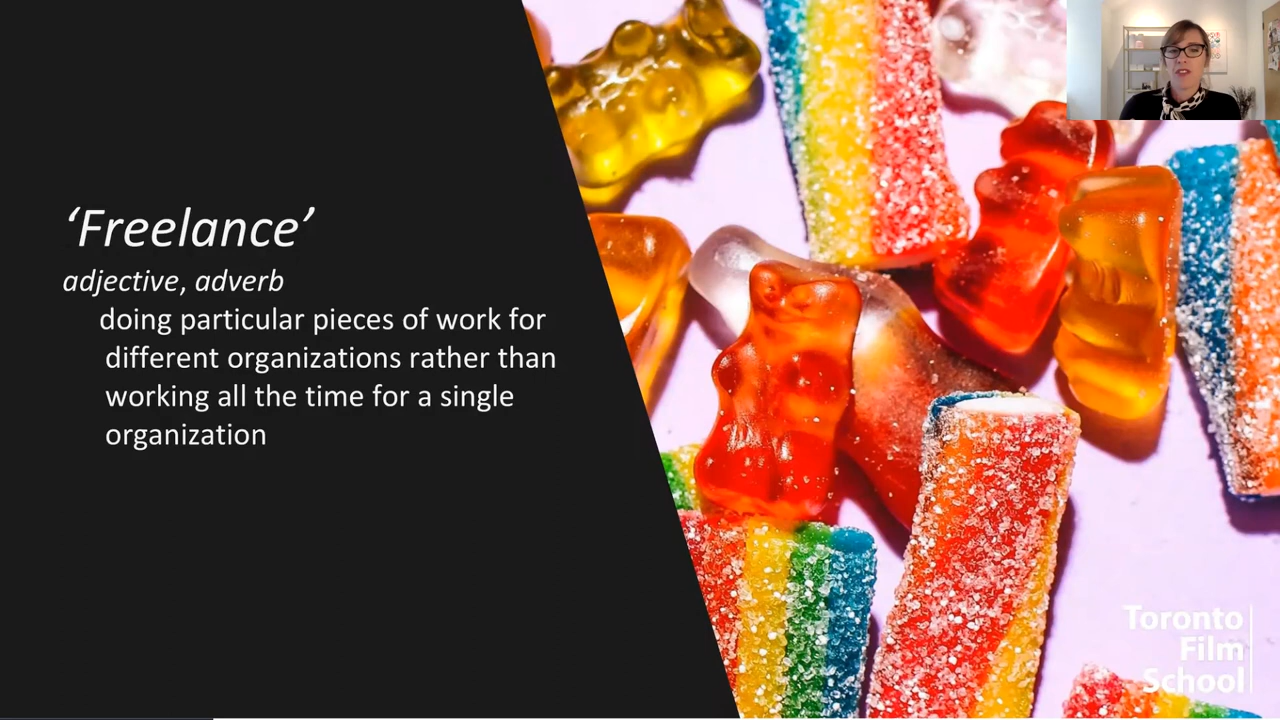 ‘Freelance’
adjective, adverb
doing particular pieces of work for
different organizations rather than
working all the time for a single
organization
Toronto
Film
School